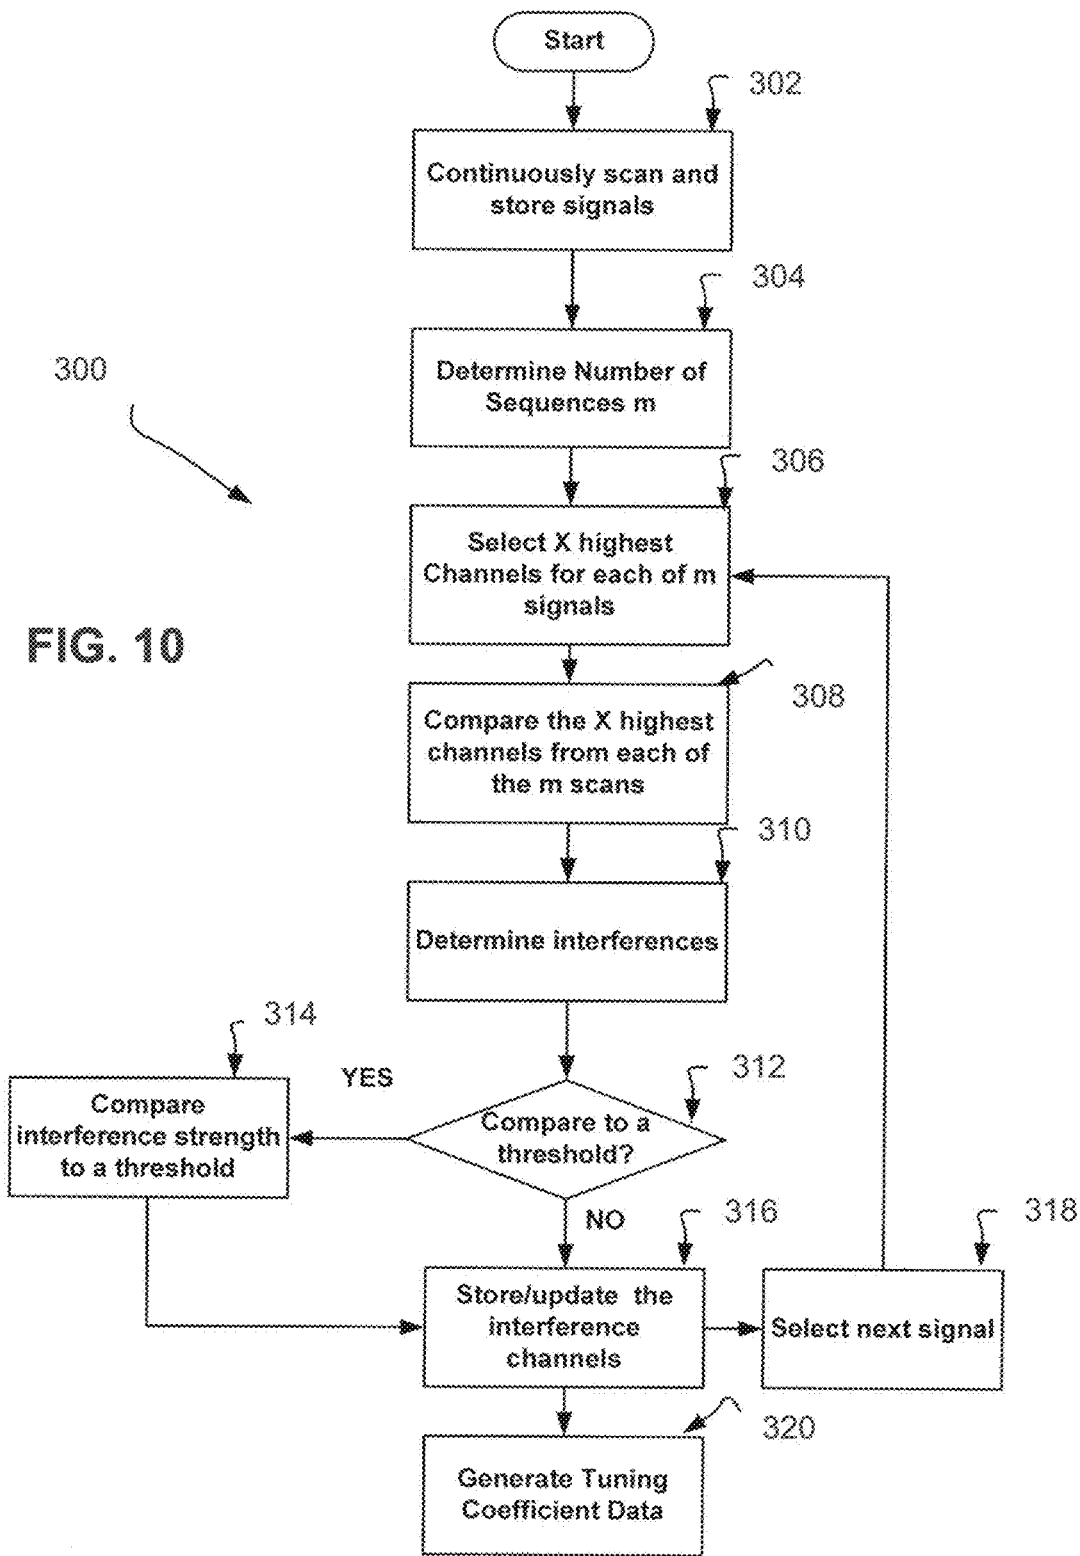 Start
302
Continuously scan and
store signals
304
Determine Number of
Sequences m
300
306
Select X highest
Channels for each of m
signals
FIG. 10
308
Compare the X highest
channels from each of
the m scans
310
Determine interferences
314
YES
312
Compare
interference strength
to a threshold
Compare to a
threshold?
NO
316
318
Store/update the
interference
channels
Select next signal
320
Generate Tuning
Coefficient Data